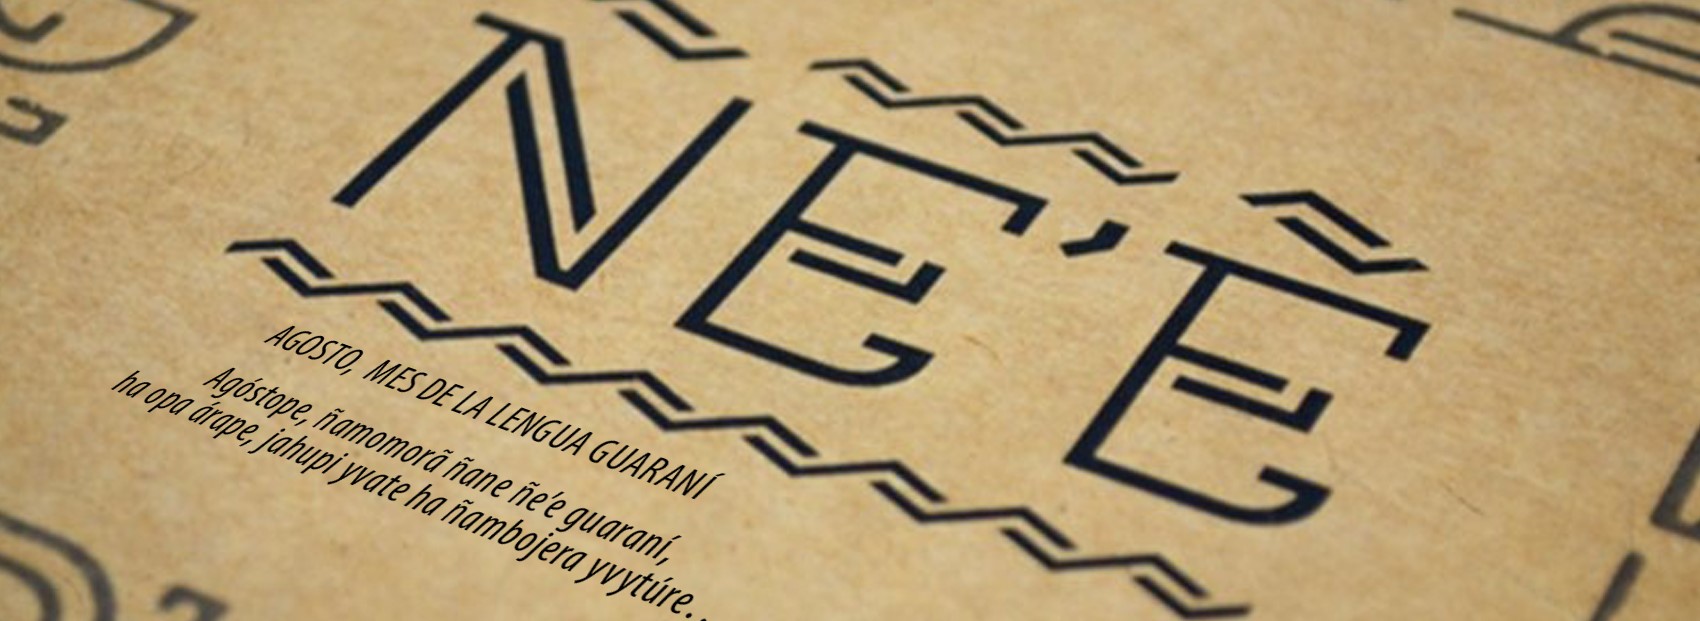 ÑE’Ẽ
AGOSTO, MES DE LA LENGUA GUARANÍ
Agóstope, ñamomorã ñane ñe'e guaraní,
ha opa árape, jahupi yvate ha ñambojera yvytúre. .